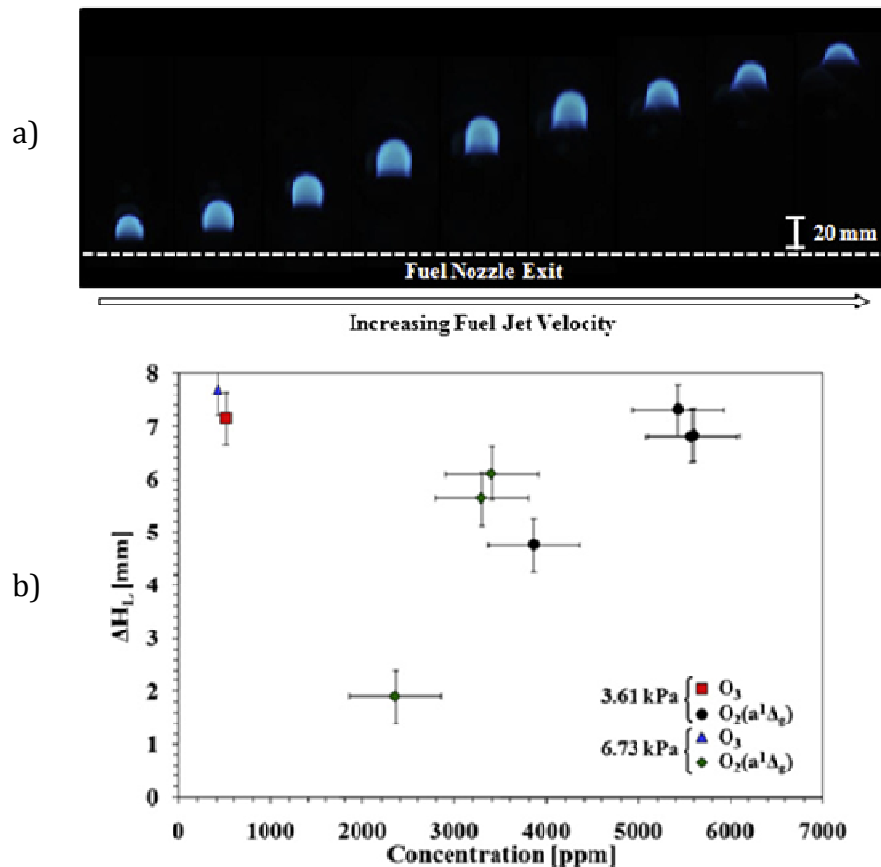 a)
20 mm
Fuel Nozzle Exit
Increasing Fuel Jet Velocity
b)
ΔH_L [mm]
8
7
6
5
4
3
2
1
0
0 1000 2000 3000 4000 5000 6000 7000
Concentration [ppm]
3.61 kPa { O₃
O₂(a¹Δg)
6.73 kPa { O₃
O₂(a¹Δg)